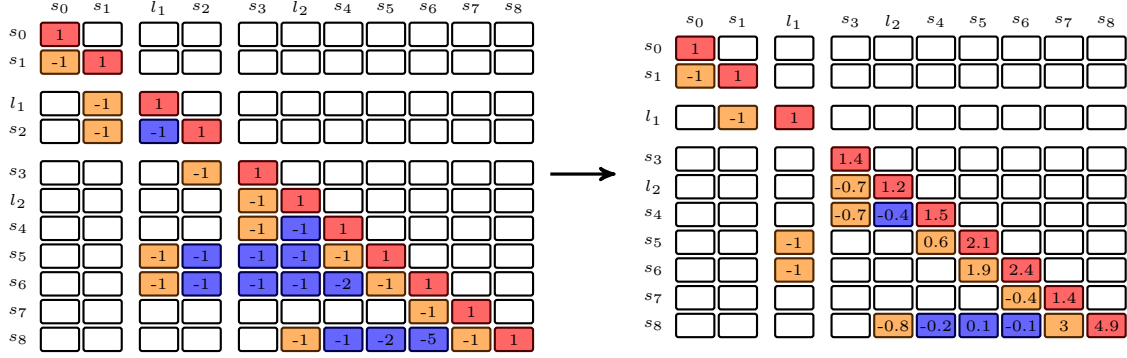 s0 s1 l1 s2 s3 l2 s4 s5 s6 s7 s8
s0 1
s1 -1 1
l1 -1 1
s2 -1 -1 1
s3 -1 1
l2 -1 1
s4 -1 -1 1
s5 -1 -1 -1 -1 -1 1
s6 -1 -1 -1 -1 -2 -1 1
s7 -1 1
s8 -1 -1 -2 -5 -1 1
s0 s1 l1 s3 l2 s4 s5 s6 s7 s8
s0 1
s1 -1 1
l1 -1 1
s3 1.4
l2 -0.7 1.2
s4 -0.7 -0.4 1.5
s5 -1 0.6 2.1
s6 -1 1.9 2.4
s7 -0.4 1.4
s8 -0.8 -0.2 0.1 -0.1 3 4.9